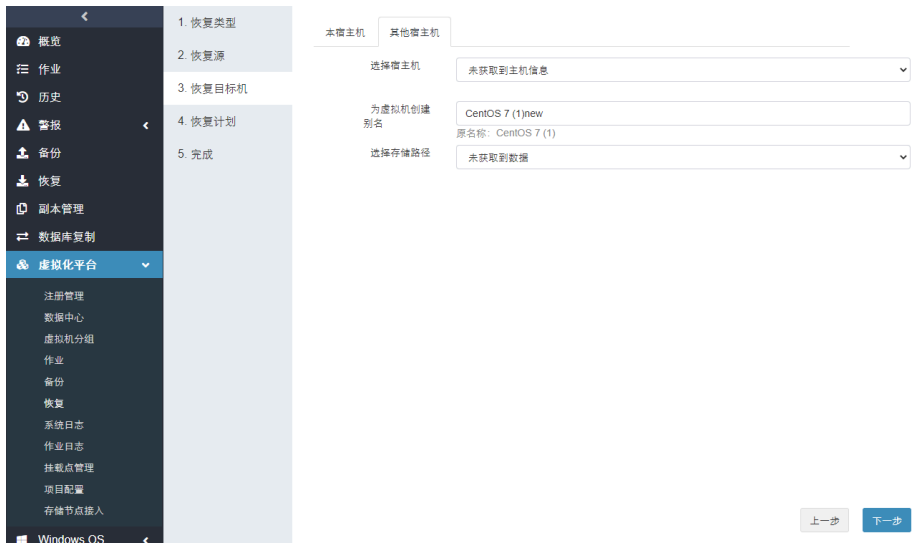 概览
作业
历史
警报
备份
恢复
副本管理
数据库复制
虚拟化平台
注册管理
数据中心
虚拟机分组
作业
备份
恢复
系统日志
作业日志
挂载点管理
项目配置
存储节点接入
Windows OS
1. 恢复类型
2. 恢复源
3. 恢复目标机
4. 恢复计划
5. 完成
本宿主机
其他宿主机
选择宿主机
未获取到主机信息
为虚拟机创建
别名
CentOS 7 (1)new
原名称：CentOS 7 (1)
选择存储路径
未获取到数据
上一步
下一步